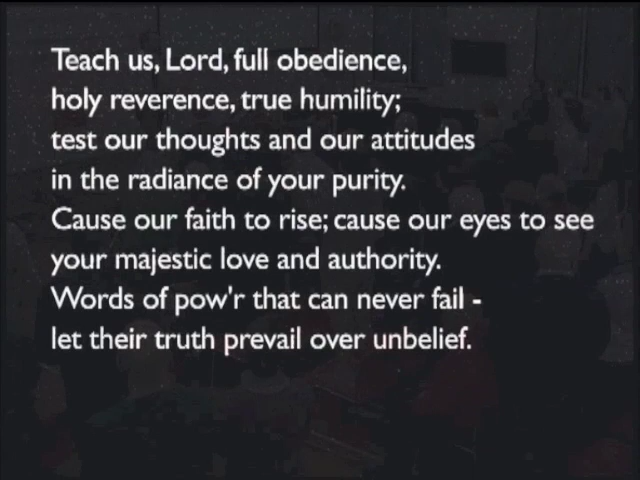 Teach us, Lord, full obedience,
holy reverence, true humility;
test our thoughts and our attitudes
in the radiance of your purity.
Cause our faith to rise; cause our eyes to see
your majestic love and authority.
Words of pow'r that can never fail -
let their truth prevail over unbelief.